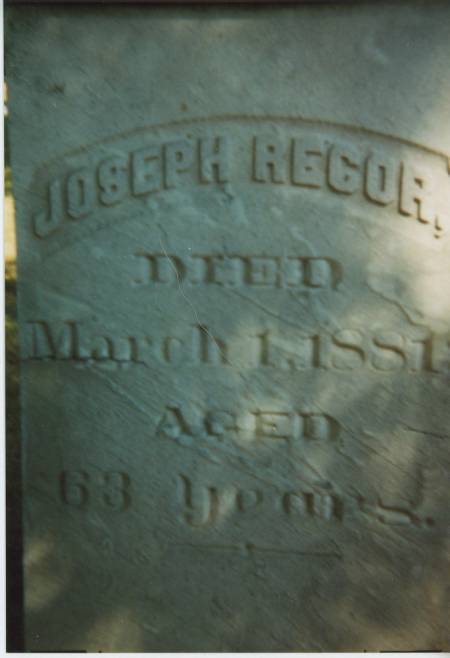 JOSEPH RECOR,
DIED
March 1, 1881
AGED
63 Years.